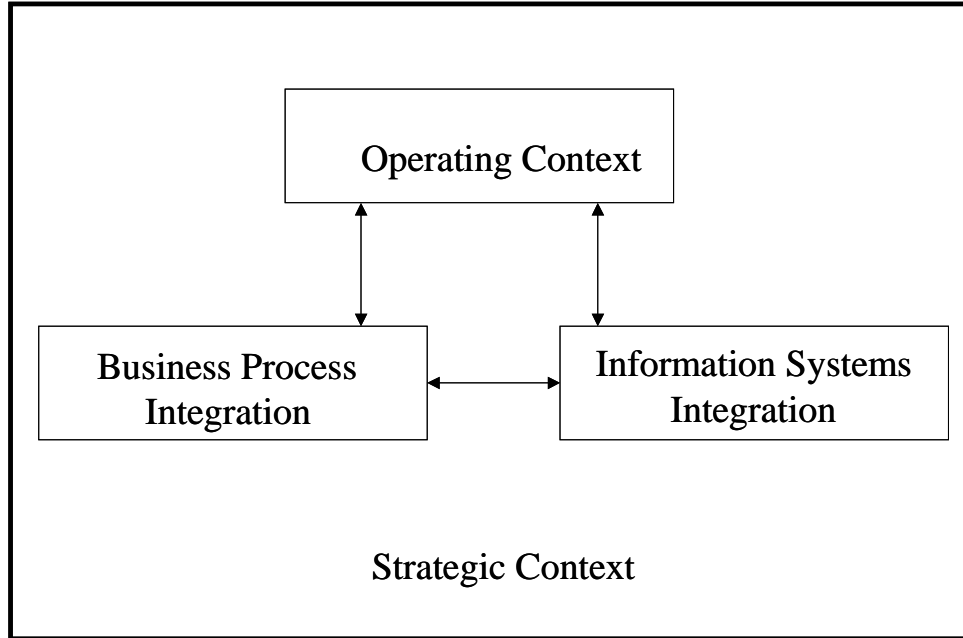 Operating Context
Business Process
Integration
Information Systems
Integration
Strategic Context